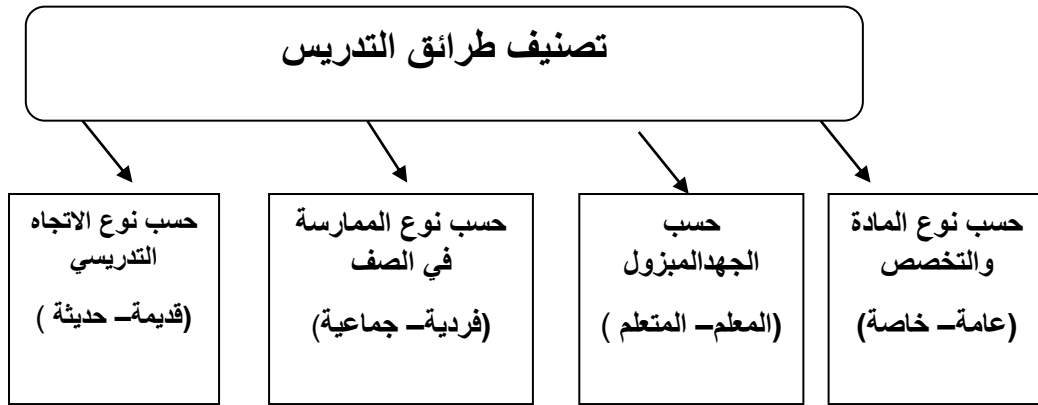 تصنيف طرائق التدريس
حسب نوع المادة
والتخصص
(عامة– خاصة)
حسب
الجهدالمبزول
(المعلم– المتعلم )
حسب نوع الممارسة
في الصف
(فردية– جماعية)
حسب نوع الاتجاه
التدريسي
(قديمة– حديثة )